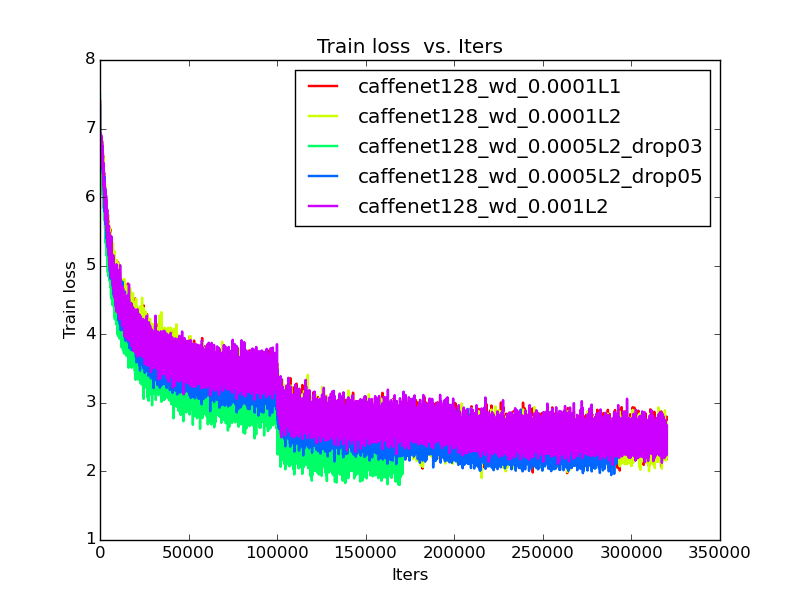 Train loss  vs. Iters
8
7
6
5
4
3
2
1
Train loss
caffenet128_wd_0.0001L1
caffenet128_wd_0.0001L2
caffenet128_wd_0.0005L2_drop03
caffenet128_wd_0.0005L2_drop05
caffenet128_wd_0.001L2
0 50000 100000 150000 200000 250000 300000 350000
Iters